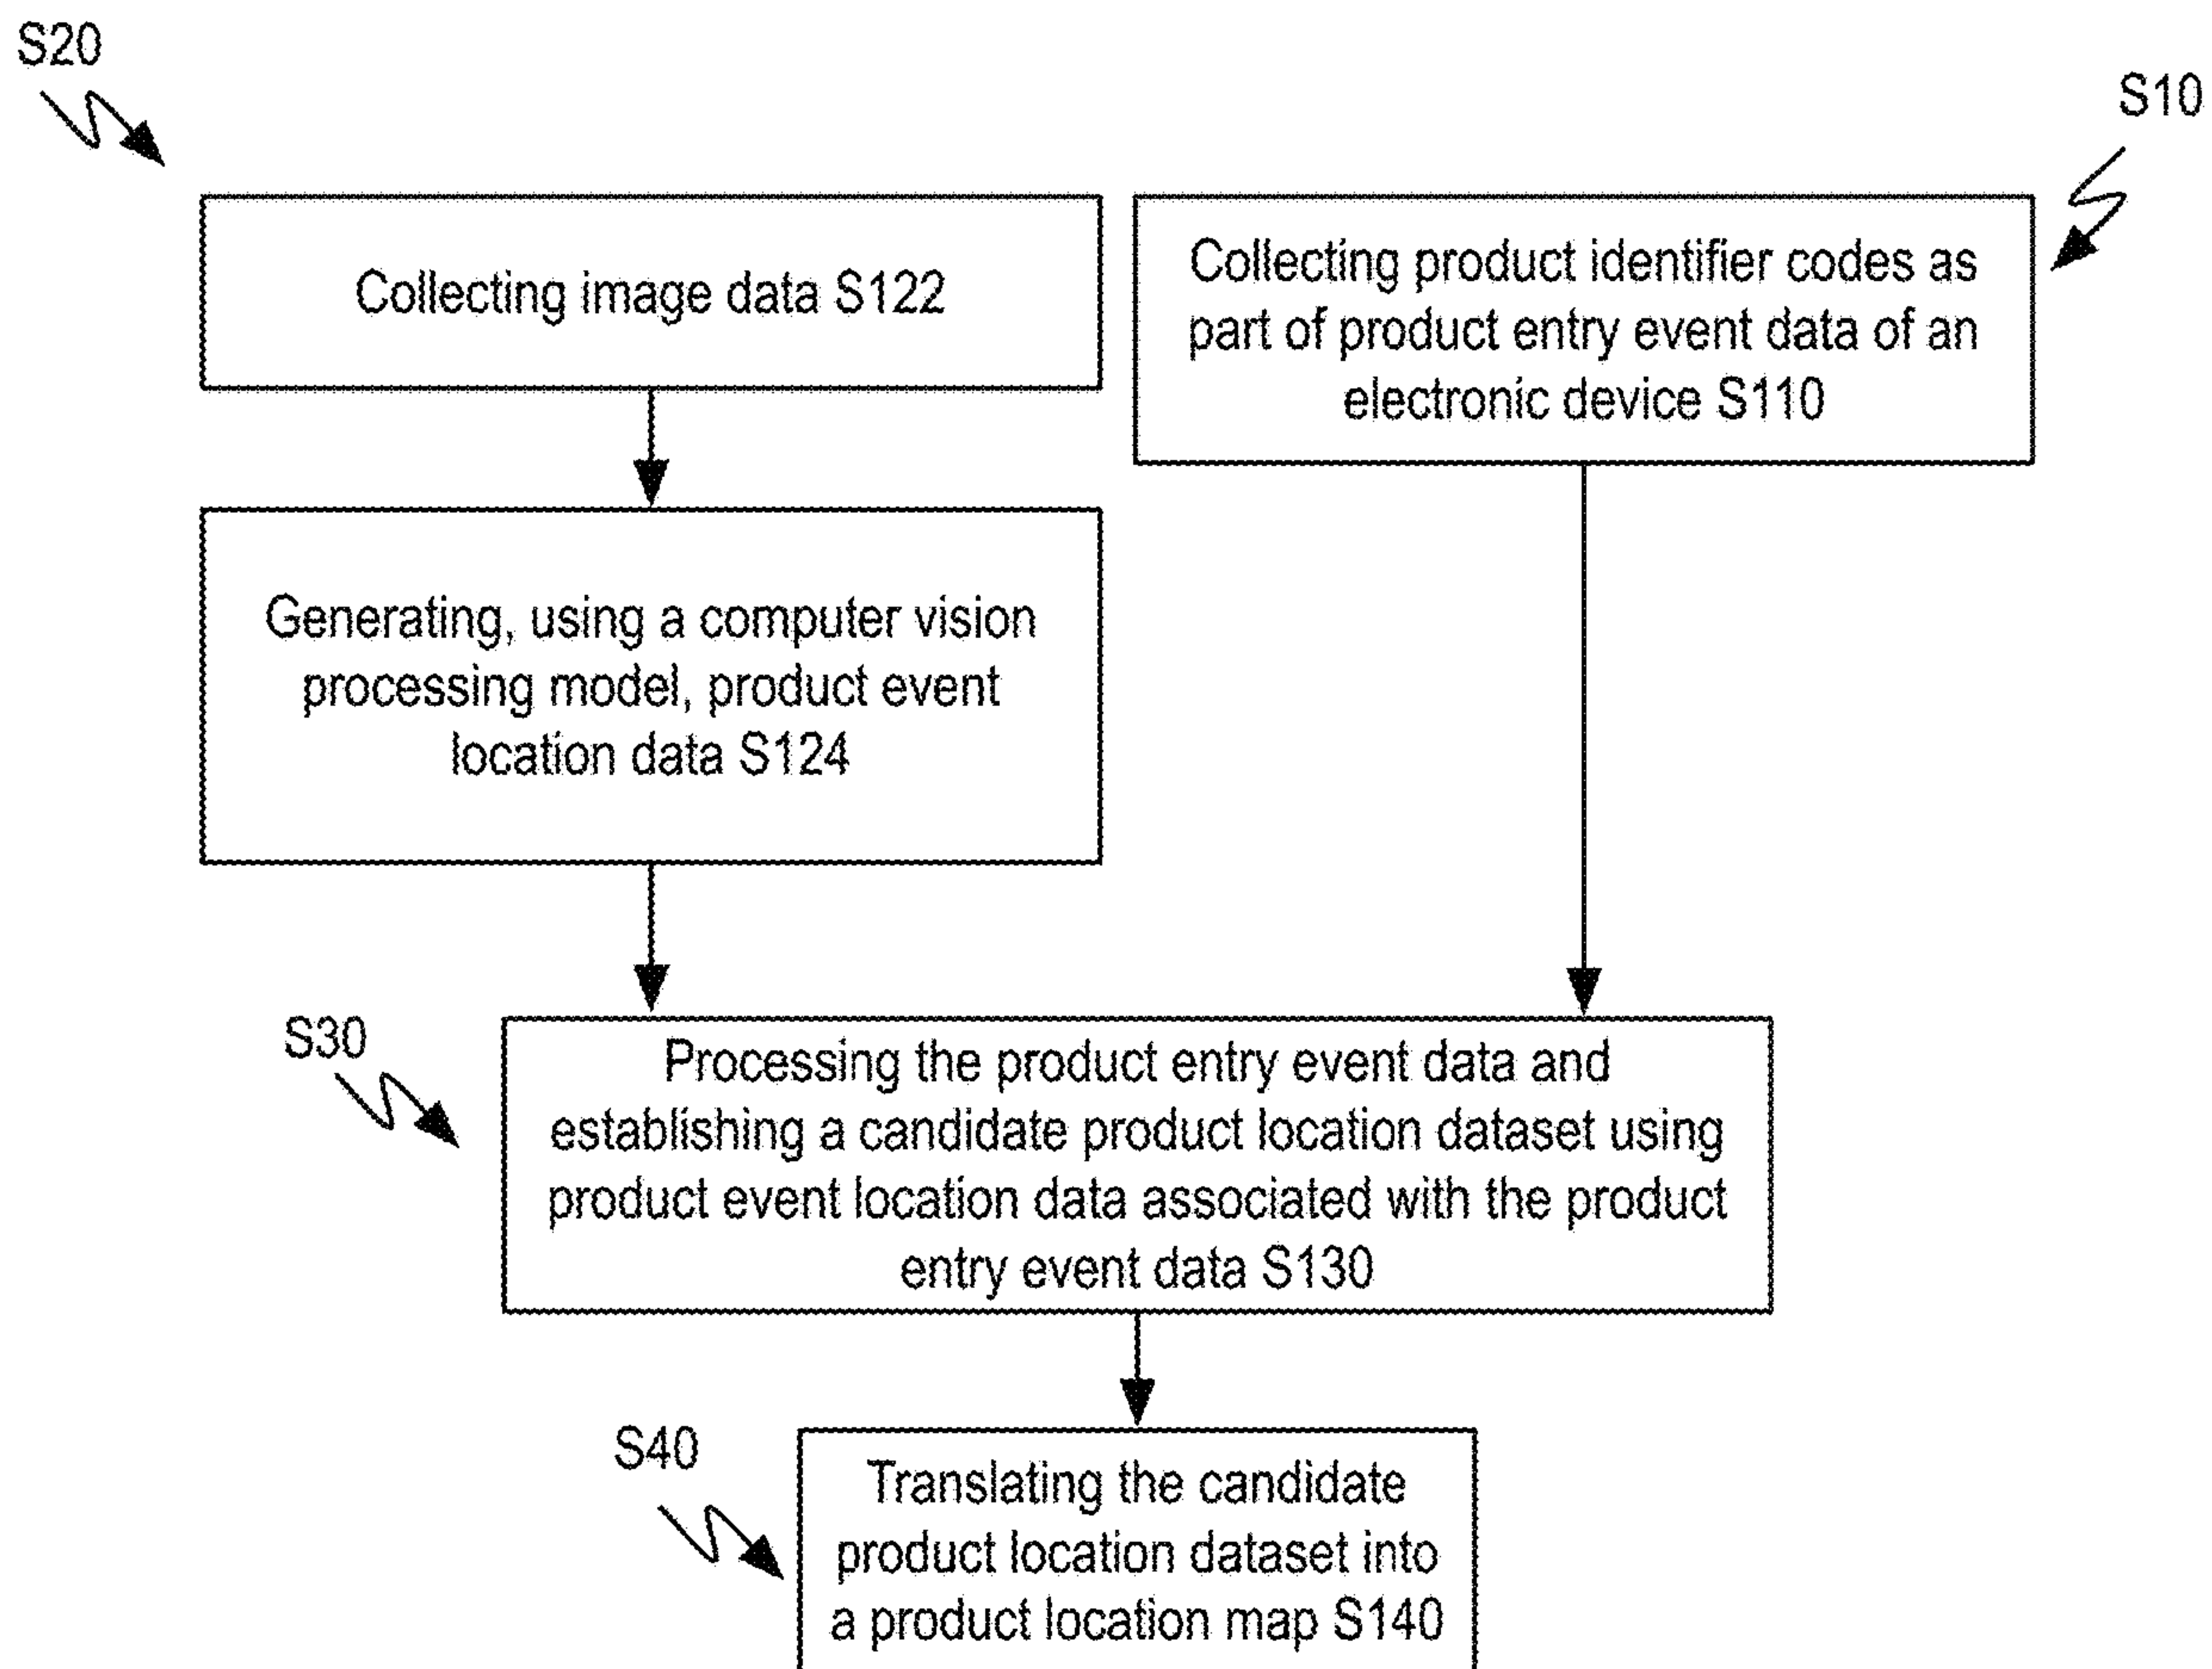 S20
S10
Collecting image data S122
Collecting product identifier codes as
part of product entry event data of an
electronic device S110
Generating, using a computer vision
processing model, product event
location data S124
S30
Processing the product entry event data and
establishing a candidate product location dataset using
product event location data associated with the product
entry event data S130
S40
Translating the candidate
product location dataset into
a product location map S140